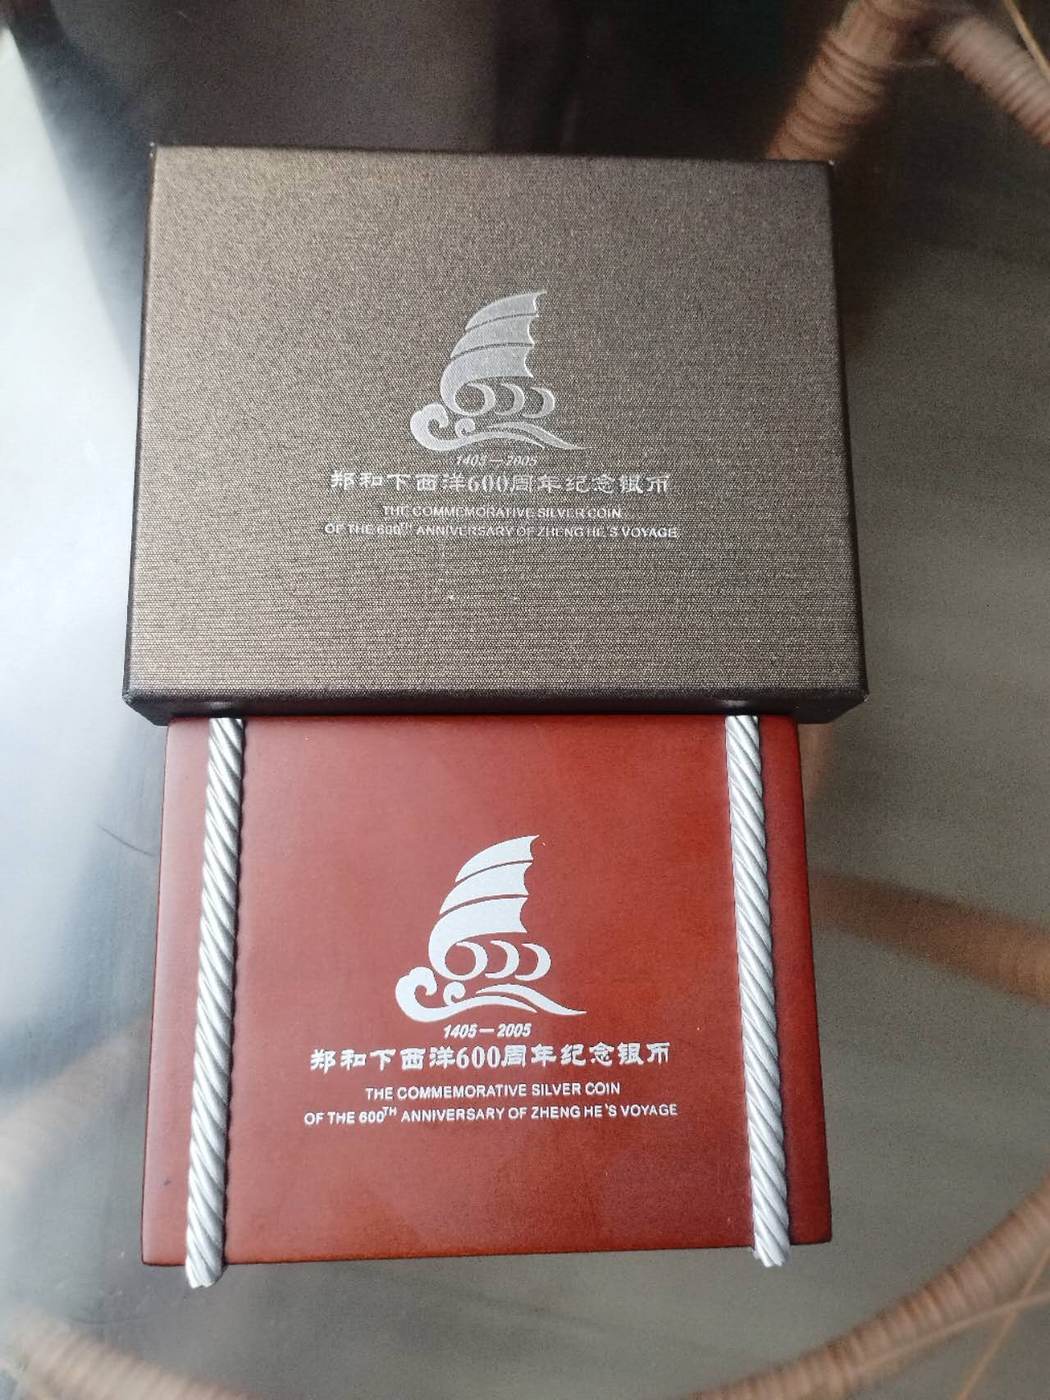 1405—2005
郑和下西洋600周年纪念银币
THE COMMEMORATIVE SILVER COIN
OF THE 600TH ANNIVERSARY OF ZHENG HE'S VOYAGE
1405—2005
郑和下西洋600周年纪念银币
THE COMMEMORATIVE SILVER COIN
OF THE 600TH ANNIVERSARY OF ZHENG HE'S VOYAGE